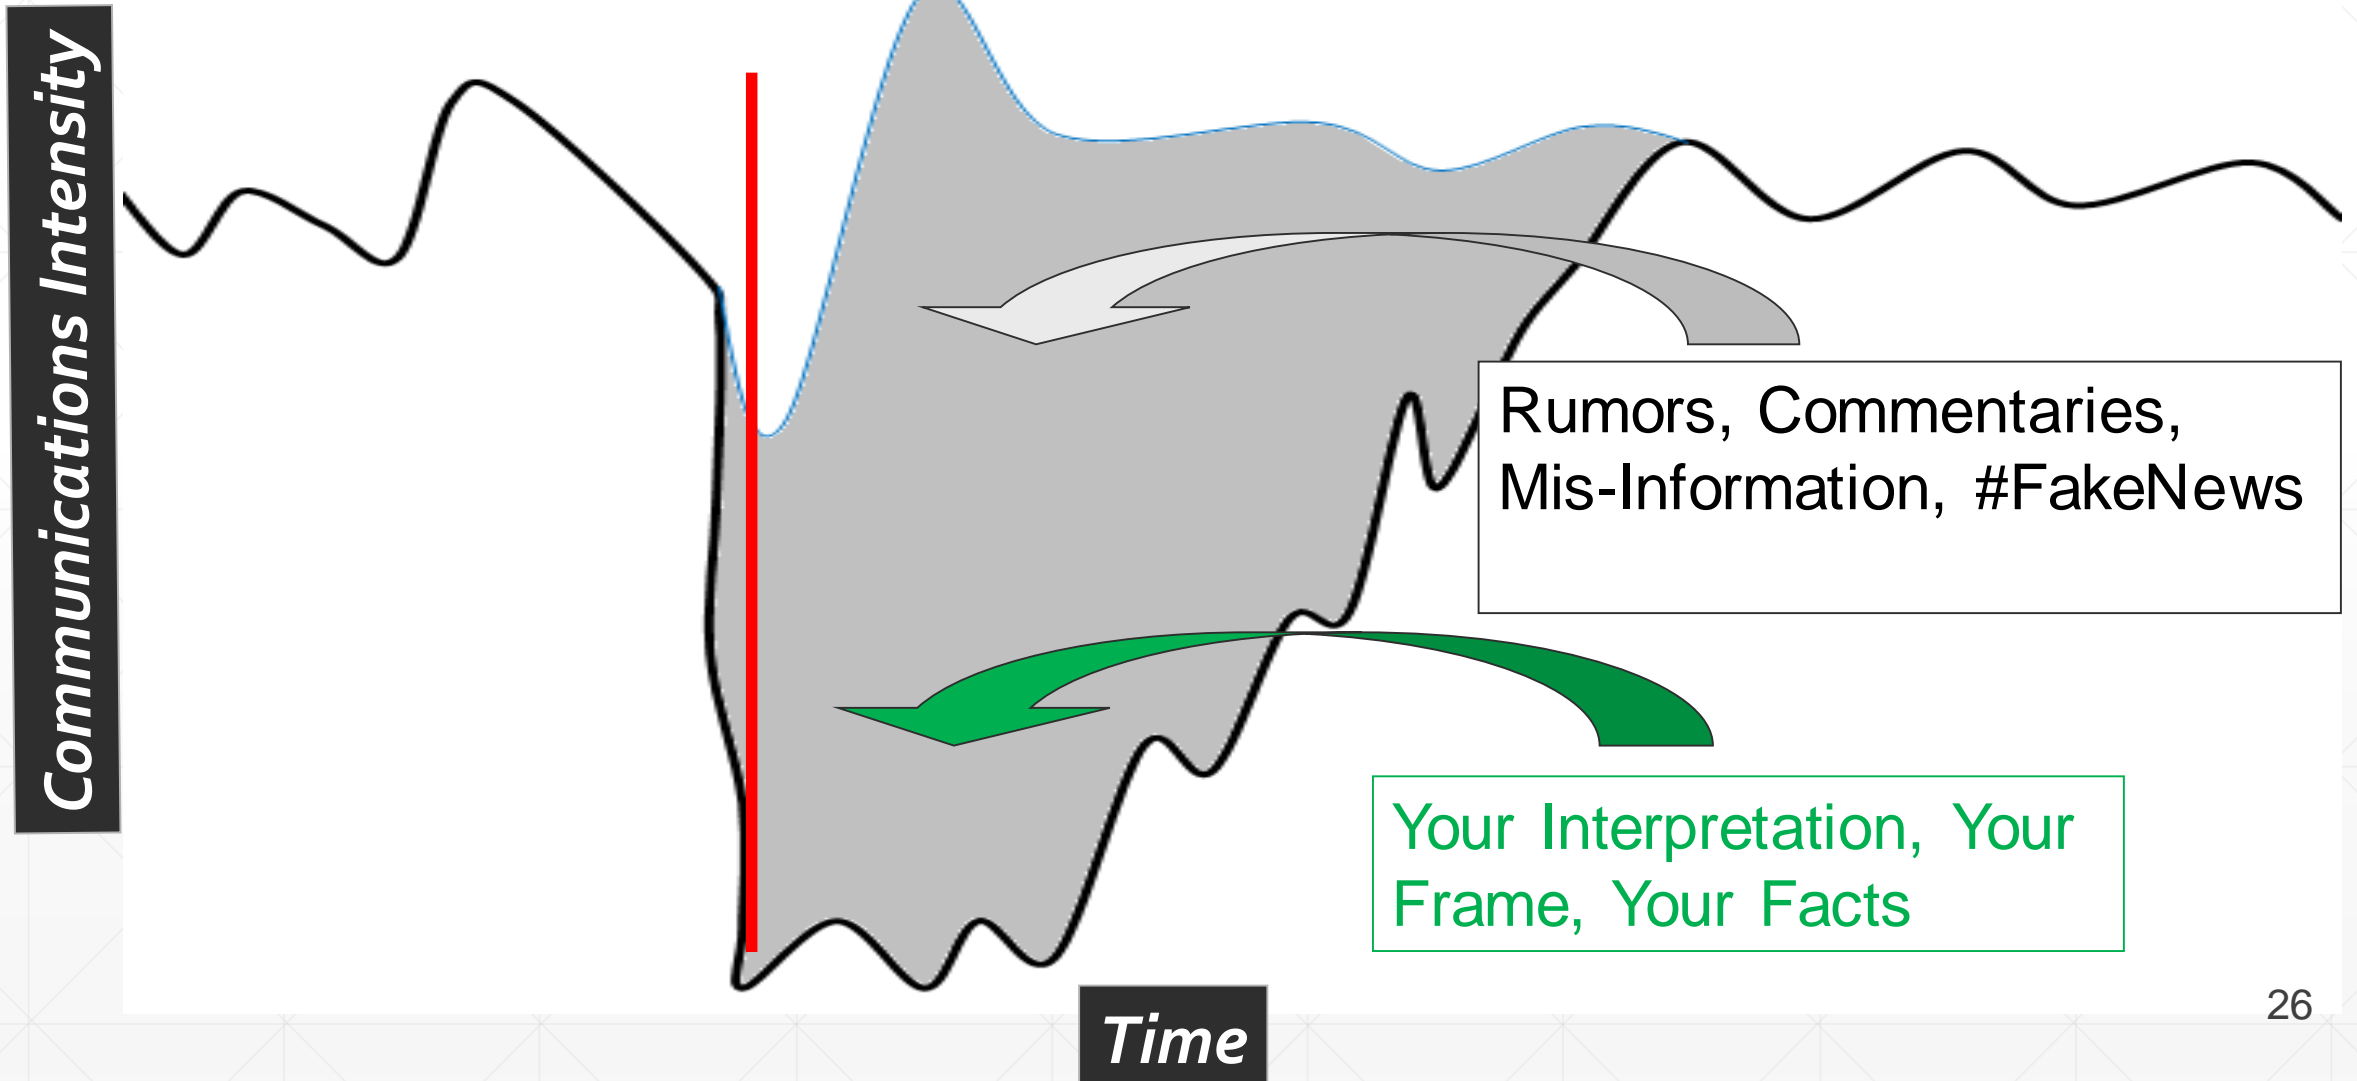 Communications Intensity
Rumors, Commentaries,
Mis-Information, #FakeNews
Your Interpretation, Your
Frame, Your Facts
26
Time